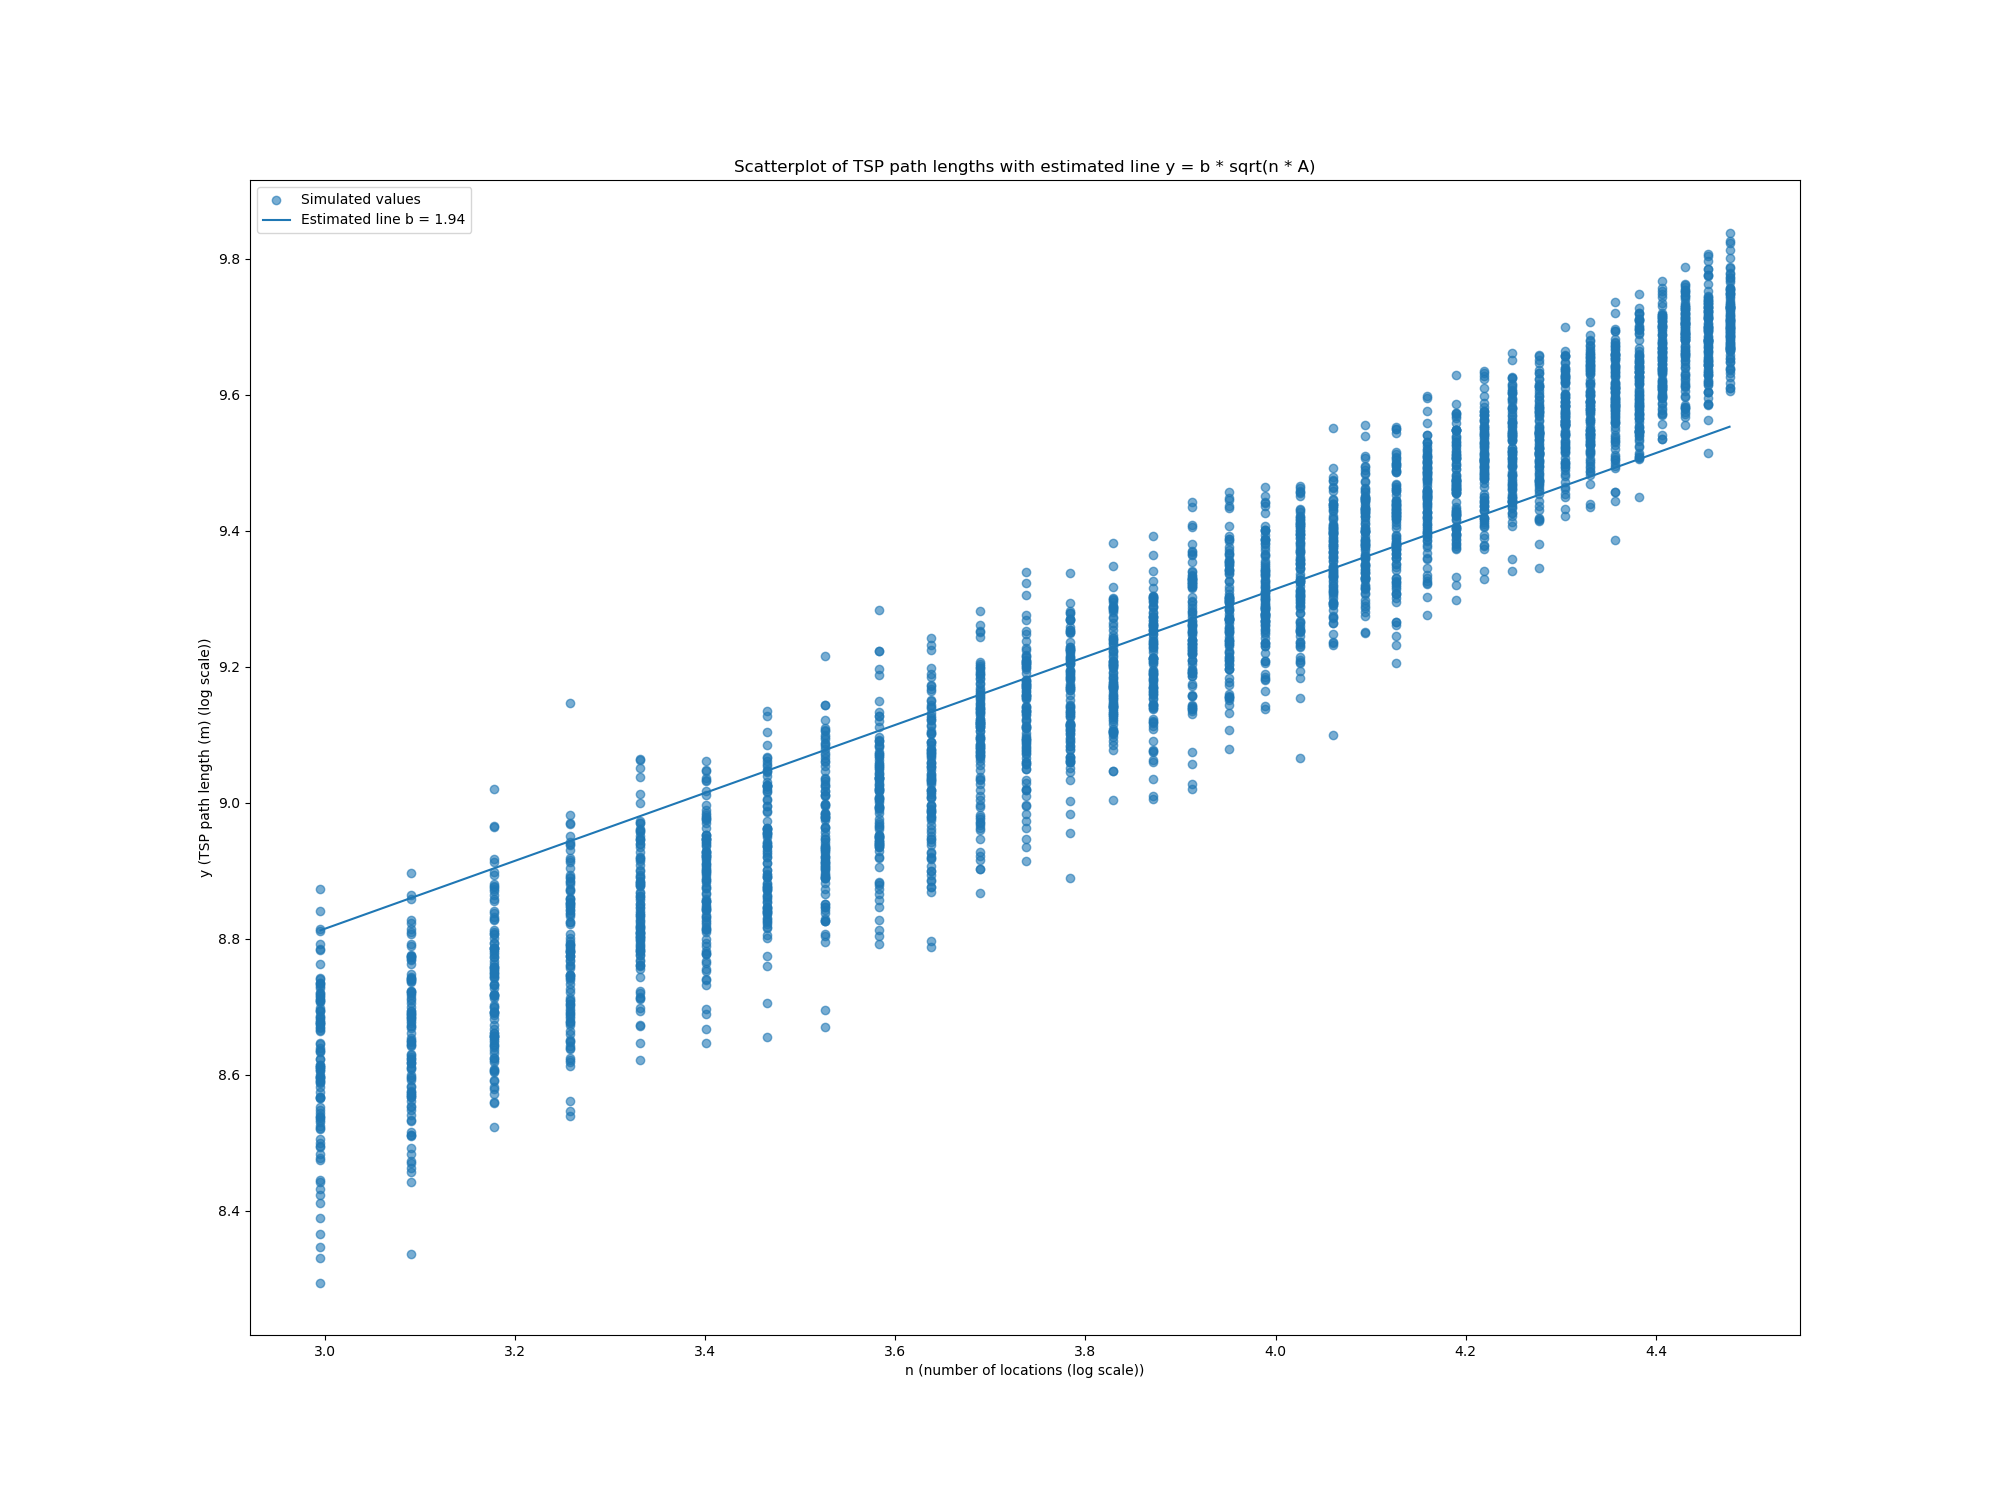 Scatterplot of TSP path lengths with estimated line y = b * sqrt(n * A)
Simulated values
Estimated line b = 1.94
9.8
9.6
9.4
9.2
9.0
8.8
8.6
8.4
y (TSP path length (m) (log scale))
3.0 3.2 3.4 3.6 3.8 4.0 4.2 4.4
n (number of locations (log scale))